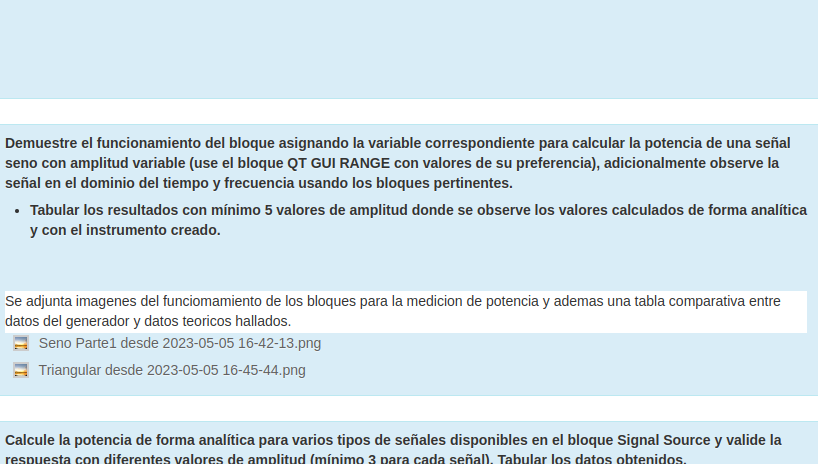 Demuestre el funcionamiento del bloque asignando la variable correspondiente para calcular la potencia de una señal
seno con amplitud variable (use el bloque QT GUI RANGE con valores de su preferencia), adicionalmente observe la
señal en el dominio del tiempo y frecuencia usando los bloques pertinentes.
• Tabular los resultados con mínimo 5 valores de amplitud donde se observe los valores calculados de forma analítica
y con el instrumento creado.
Se adjunta imagenes del funciomamiento de los bloques para la medicion de potencia y ademas una tabla comparativa entre
datos del generador y datos teoricos hallados.
Seno Parte1 desde 2023-05-05 16-42-13.png
Triangular desde 2023-05-05 16-45-44.png
Calcule la potencia de forma analítica para varios tipos de señales disponibles en el bloque Signal Source y valide la
respuesta con diferentes valores de amplitud (mínimo 3 para cada señal). Tabular los datos obtenidos.